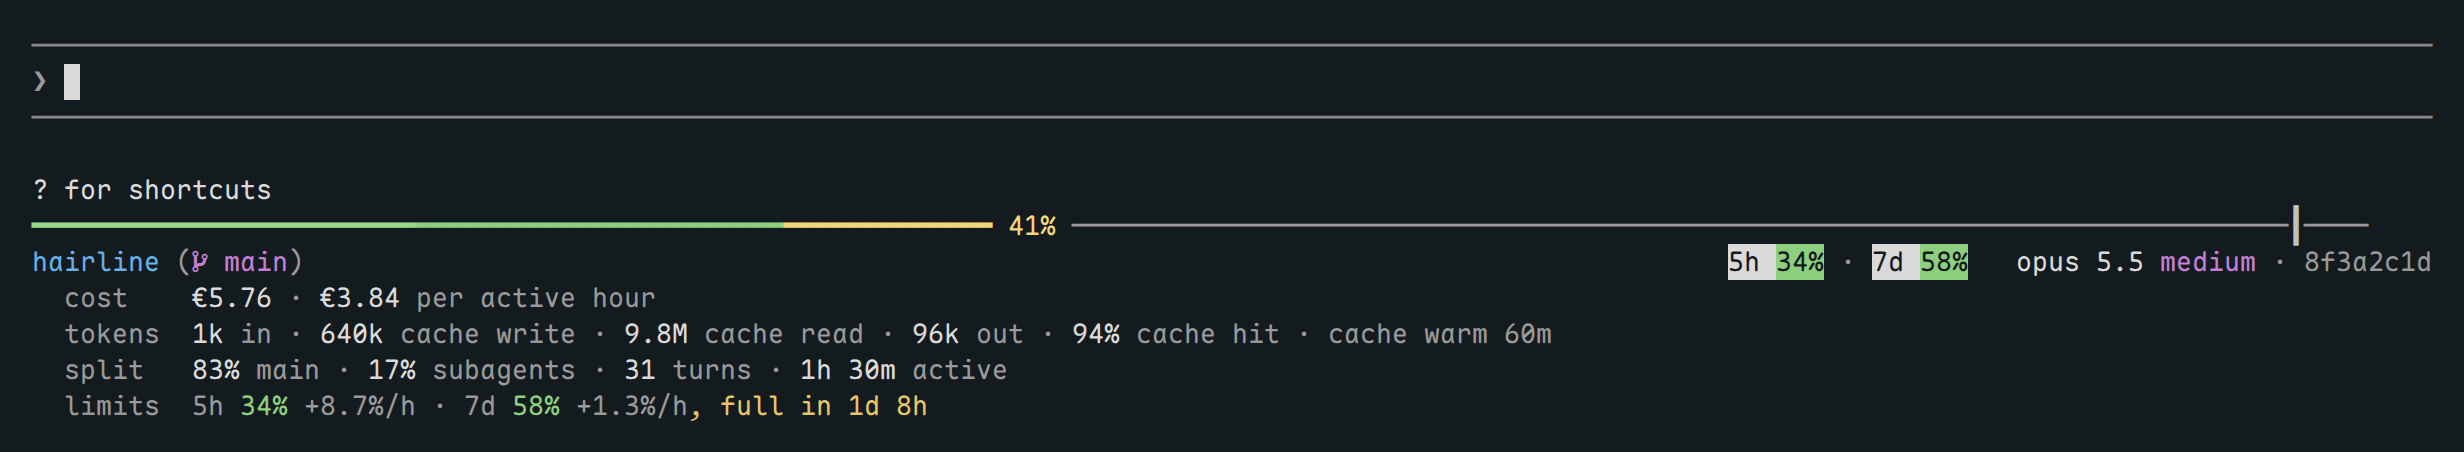 ❯
? for shortcuts
41%
hairline ( main) 5h 34% · 7d 58% opus 5.5 medium · 8f3a2c1d
cost €5.76 · €3.84 per active hour
tokens 1k in · 640k cache write · 9.8M cache read · 96k out · 94% cache hit · cache warm 60m
split 83% main · 17% subagents · 31 turns · 1h 30m active
limits 5h 34% +8.7%/h · 7d 58% +1.3%/h, full in 1d 8h